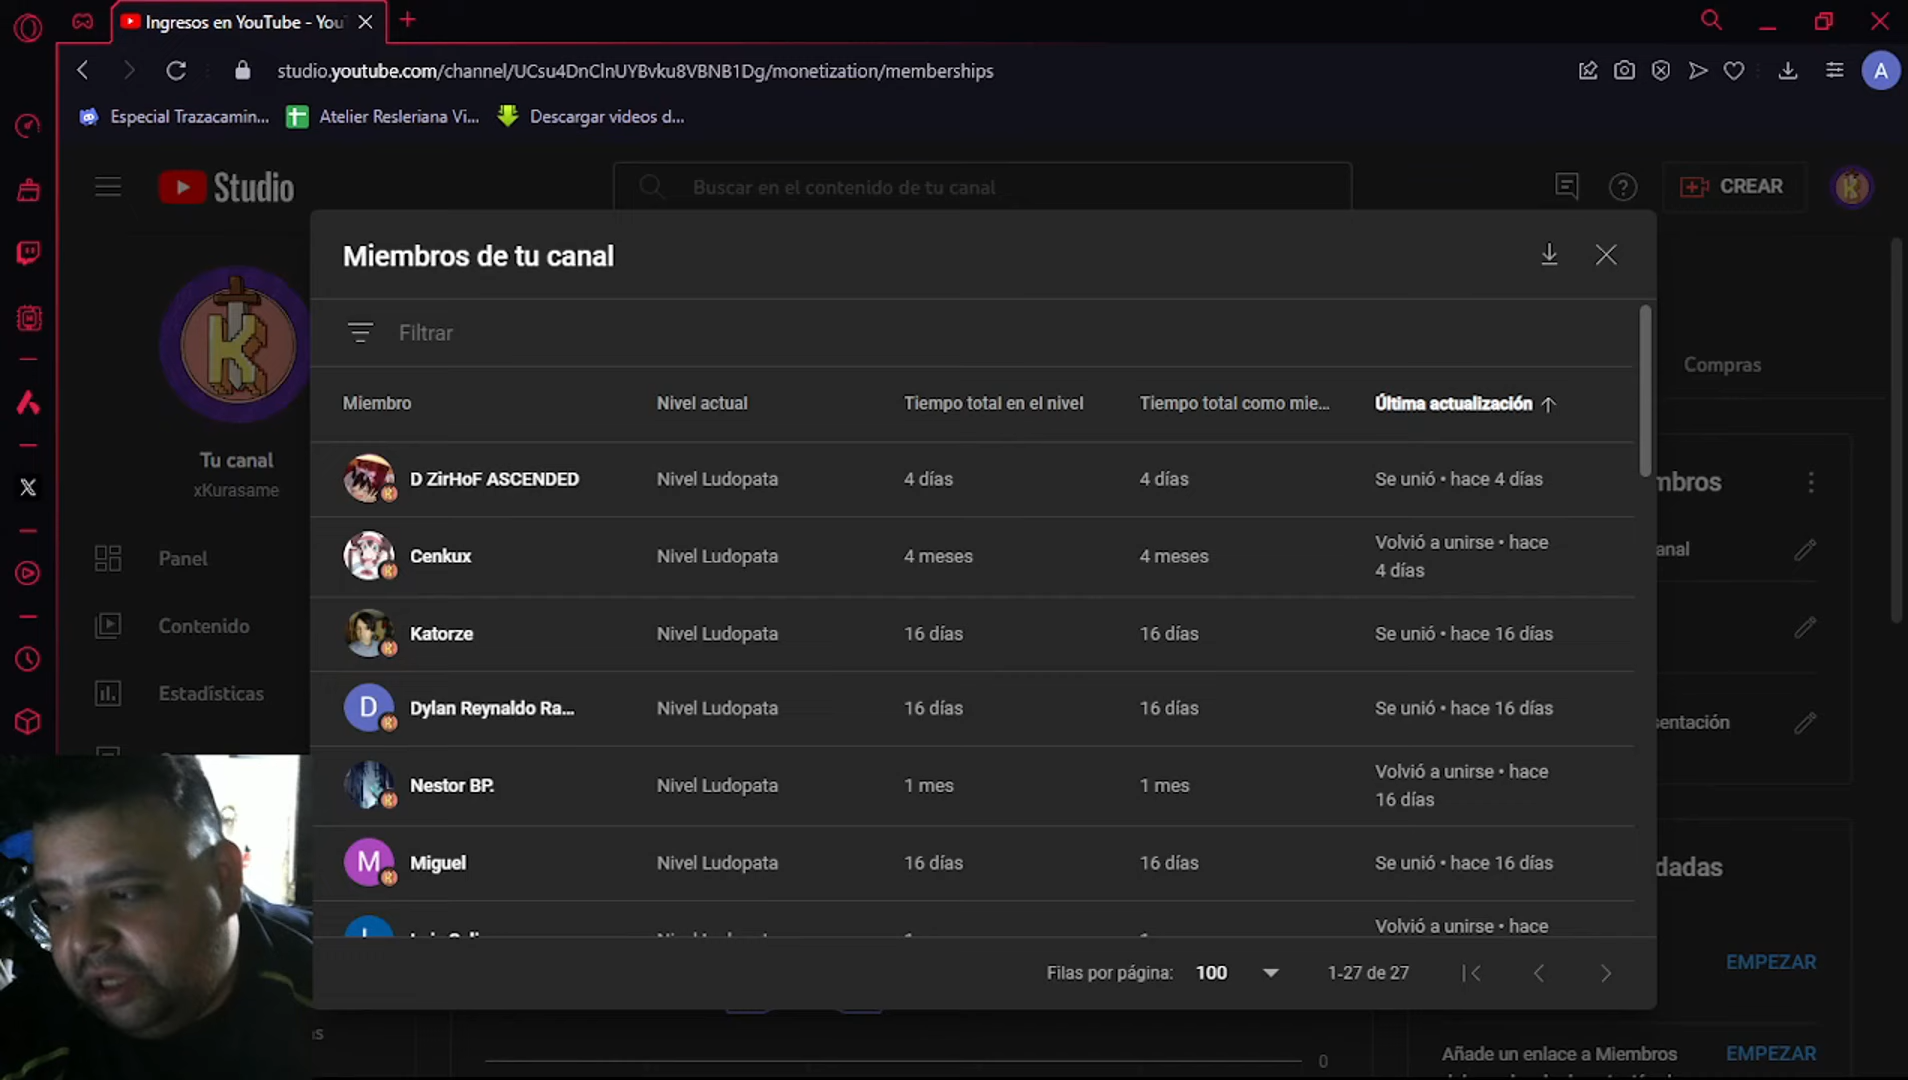 Ingresos en YouTube - You
studio.youtube.com/channel/UCsu4DnClnUYBvku8VBNB1Dg/monetization/memberships
A
Especial Trazacamin...
Atelier Resleriana Vi...
Descargar videos d...
Studio
Buscar en el contenido de tu canal
CREAR
Miembros de tu canal
Filtrar
Compras
Miembro
Nivel actual
Tiempo total en el nivel
Tiempo total como mie...
Última actualización
Tu canal
xKurasame
D ZirHoF ASCENDED
Nivel Ludopata
4 días
4 días
Se unió • hace 4 días
mbros
Cenkux
Nivel Ludopata
4 meses
4 meses
Volvió a unirse • hace
4 días
anal
Panel
Katorze
Nivel Ludopata
16 días
16 días
Se unió • hace 16 días
Contenido
D
Dylan Reynaldo Ra...
Nivel Ludopata
16 días
16 días
Se unió • hace 16 días
sentación
Estadísticas
Nestor BP.
Nivel Ludopata
1 mes
1 mes
Volvió a unirse • hace
16 días
M
Miguel
Nivel Ludopata
16 días
16 días
Se unió • hace 16 días
dadas
Volvió a unirse • hace
Filas por página:
100
1-27 de 27
EMPEZAR
0
Añade un enlace a Miembros
EMPEZAR